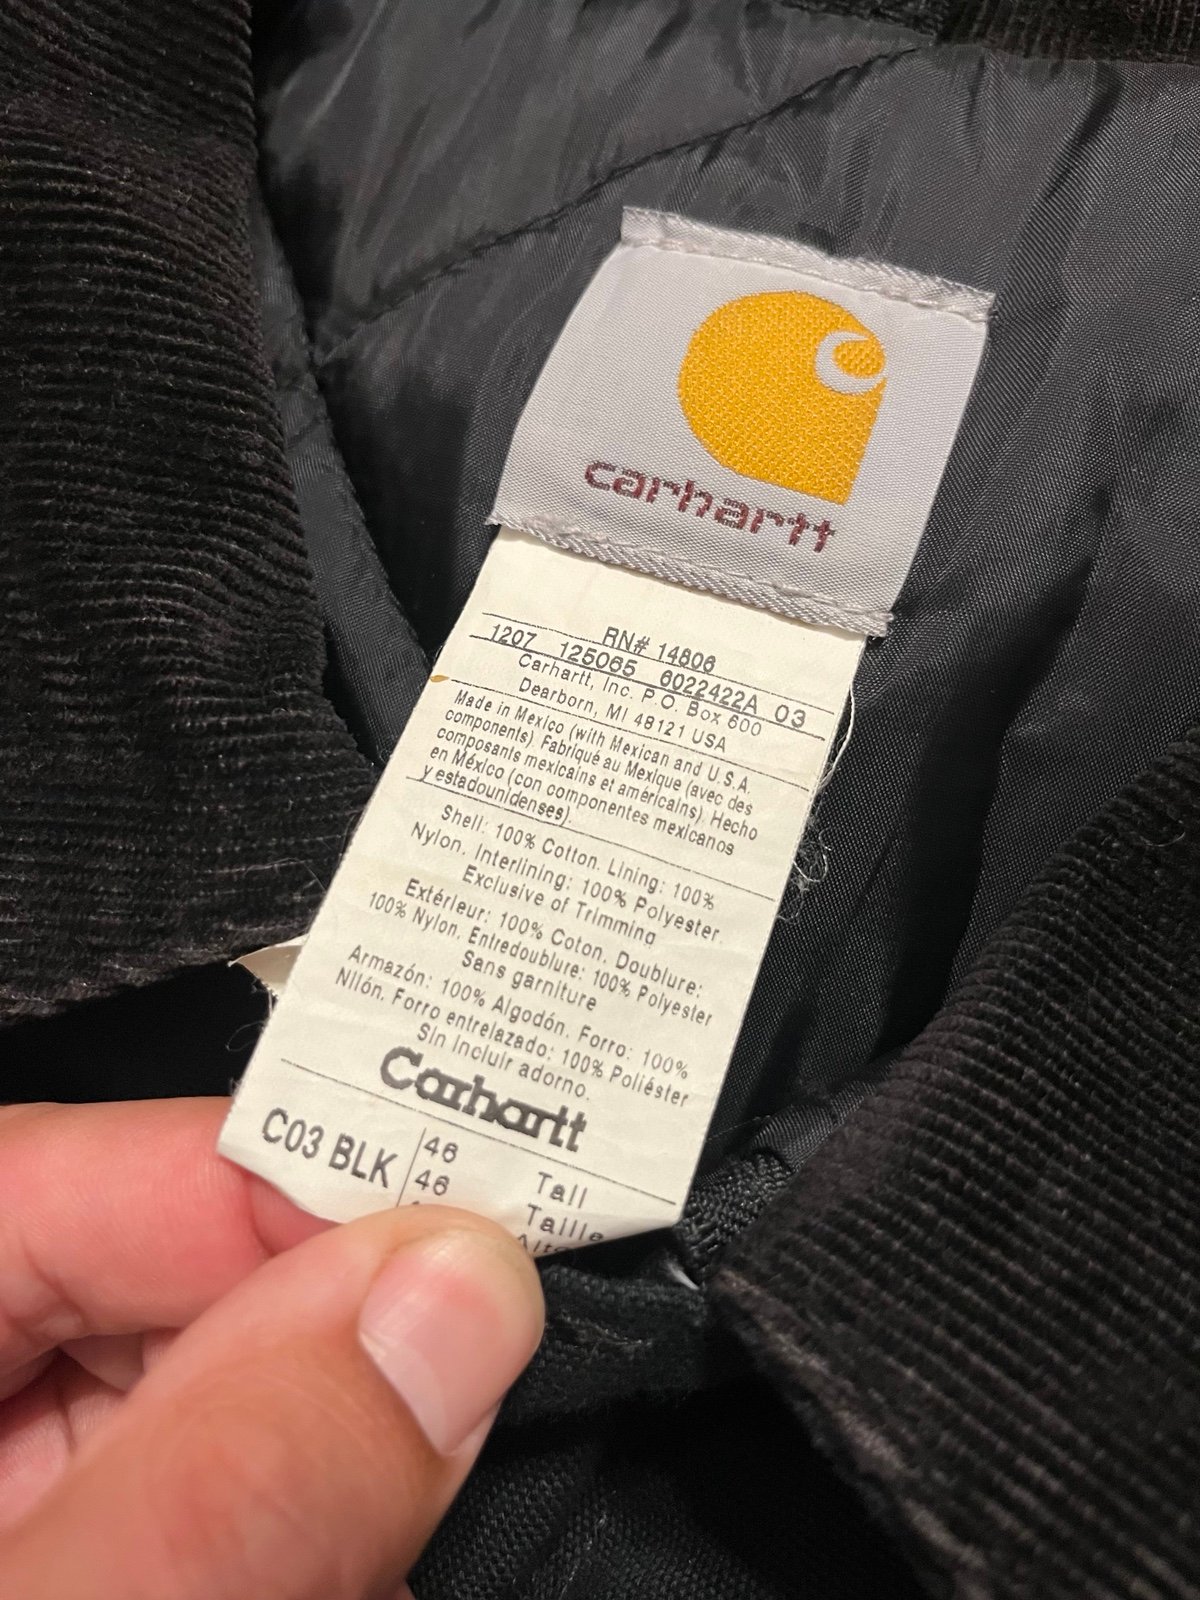 carhartt
RN# 14806
1207 125065 6022422A 03
Carhartt, Inc. P.O. Box 600
Dearborn, MI 48121 USA
Made in Mexico (with Mexican and U.S.A.
components). Fabriqué au Mexique (avec des
composants mexicains et américains). Hecho
en México (con componentes mexicanos
y estadounidenses).
Shell: 100% Cotton. Lining: 100%
Nylon. Interlining: 100% Polyester.
Exclusive of Trimming
Extérieur: 100% Coton. Doublure:
100% Nylon. Entredoublure: 100% Polyester
Sans garniture
Armazón: 100% Algodón. Forro: 100%
Nilón. Forro entrelazado: 100% Poliéster
Sin incluir adorno.
Carhartt
C03 BLK
46 Tall
46 Taille